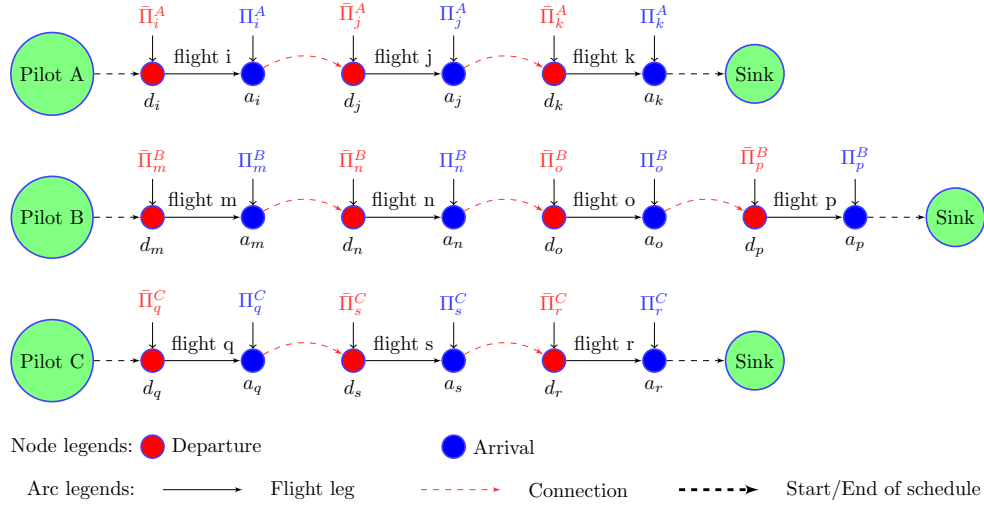 Π̄_i^A Π_i^A Π̄_j^A Π_j^A Π̄_k^A Π_k^A
Pilot A flight i flight j flight k Sink
d_i a_i d_j a_j d_k a_k
Π̄_m^B Π_m^B Π̄_n^B Π_n^B Π̄_o^B Π_o^B Π̄_p^B Π_p^B
Pilot B flight m flight n flight o flight p Sink
d_m a_m d_n a_n d_o a_o d_p a_p
Π̄_q^C Π_q^C Π̄_s^C Π_s^C Π̄_r^C Π_r^C
Pilot C flight q flight s flight r Sink
d_q a_q d_s a_s d_r a_r
Node legends: Departure Arrival
Arc legends: Flight leg Connection Start/End of schedule